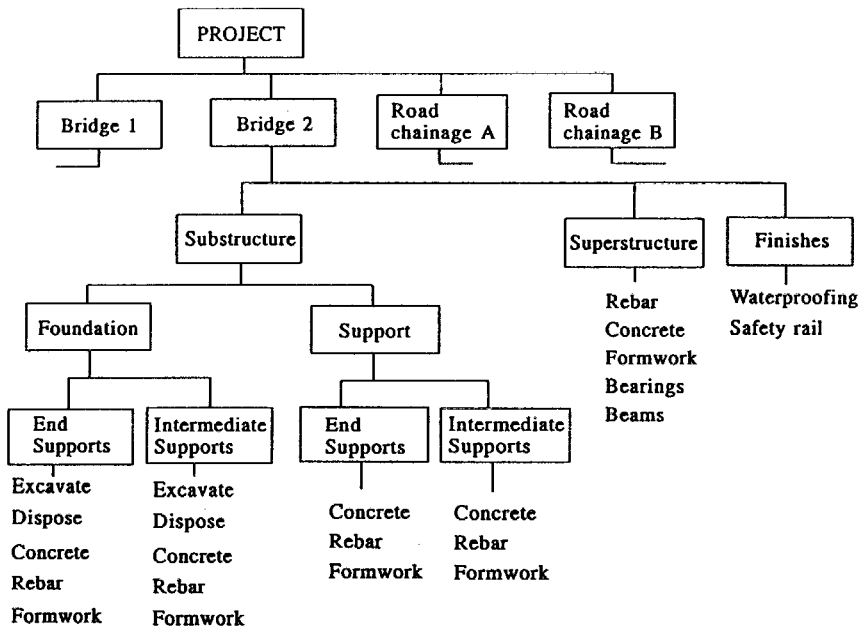 PROJECT
Bridge 1
Bridge 2
Road
chainage A
Road
chainage B
Substructure
Superstructure
Finishes
Foundation
Support
Rebar
Concrete
Formwork
Bearings
Beams
Waterproofing
Safety rail
End
Supports
Intermediate
Supports
End
Supports
Intermediate
Supports
Excavate
Dispose
Concrete
Rebar
Formwork
Excavate
Dispose
Concrete
Rebar
Formwork
Concrete
Rebar
Formwork
Concrete
Rebar
Formwork